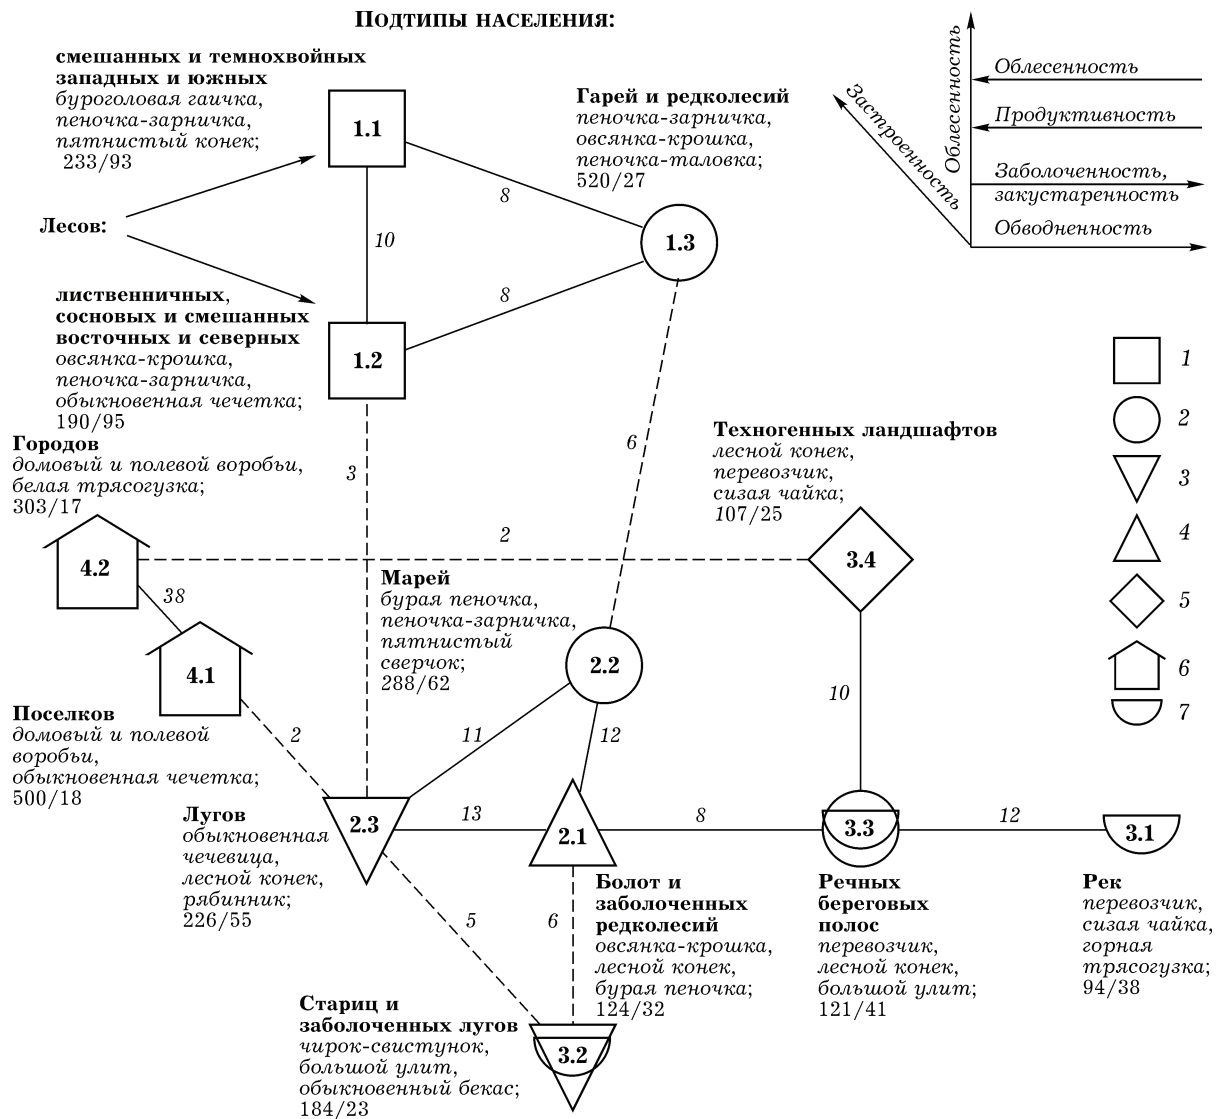 Подтипы населения:
смешанных и темнохвойных
западных и южных
буроголовая гаичка,
пеночка-зарничка,
пятнистый конек;
233/93
1.1
Гарей и редколесий
пеночка-зарничка,
овсянка-крошка,
пеночка-таловка;
520/27
Застроенность
Облесенность
Облесенность
Продуктивность
Заболоченность,
закустаренность
Обводненность
8
Лесов:
10
1.3
8
лиственничных,
сосновых и смешанных
восточных и северных
овсянка-крошка,
пеночка-зарничка,
обыкновенная чечетка;
190/95
1.2
1
2
3
4
5
6
7
Городов
домовый и полевой воробьи,
белая трясогузка;
303/17
3
6
Техногенных ландшафтов
лесной конек,
перевозчик,
сизая чайка;
107/25
2
4.2
3.4
38
Марей
бурая пеночка,
пеночка-зарничка,
пятнистый
сверчок;
288/62
2.2
4.1
10
Поселков
домовый и полевой
воробьи,
обыкновенная чечетка;
500/18
2
11
12
Лугов
обыкновенная
чечевица,
лесной конек,
рябинник;
226/55
2.3
13
2.1
8
3.3
12
3.1
Болот и
заболоченных
редколесий
овсянка-крошка,
лесной конек,
бурая пеночка;
124/32
Речных
береговых
полос
перевозчик,
лесной конек,
большой улит;
121/41
Рек
перевозчик,
сизая чайка,
горная
трясогузка;
94/38
5
6
Стариц и
заболоченных лугов
чирок-свистунок,
большой улит,
обыкновенный бекас;
184/23
3.2